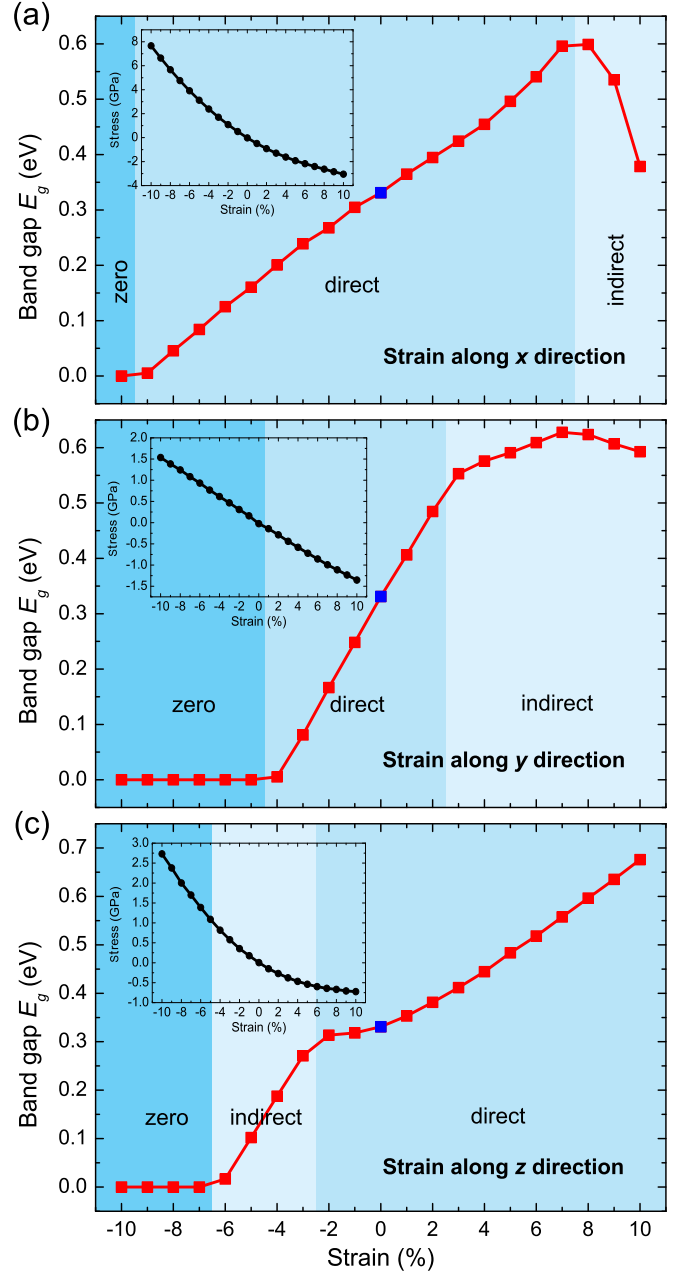 (a)
Band gap Eg (eV)
0.6
0.5
0.4
0.3
0.2
0.1
0.0
Stress (GPa)
8
6
4
2
0
-2
-4
-10 -8 -6 -4 -2 0 2 4 6 8 10
Strain (%)
zero
direct
indirect
Strain along x direction
(b)
Band gap Eg (eV)
0.6
0.5
0.4
0.3
0.2
0.1
0.0
Stress (GPa)
2.0
1.5
1.0
0.5
0.0
-0.5
-1.0
-1.5
-10 -8 -6 -4 -2 0 2 4 6 8 10
Strain (%)
zero
direct
indirect
Strain along y direction
(c)
Band gap Eg (eV)
0.7
0.6
0.5
0.4
0.3
0.2
0.1
0.0
Stress (GPa)
3.0
2.5
2.0
1.5
1.0
0.5
0.0
-0.5
-1.0
-10 -8 -6 -4 -2 0 2 4 6 8 10
Strain (%)
zero
indirect
direct
Strain along z direction
-10 -8 -6 -4 -2 0 2 4 6 8 10
Strain (%)